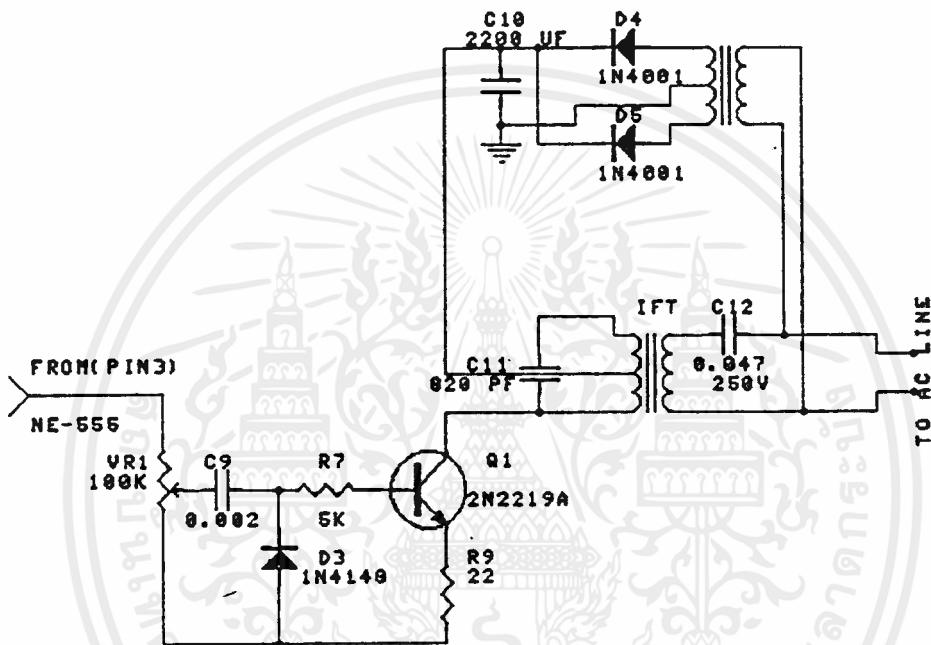 C10
2200 UF
D4
1N4001
D5
1N4001
IFT
C12
0.047
250V
TO AC LINE
C11
820 PF
FROM(PIN3)
NE-555
VR1
100K
C9
0.002
R7
5K
Q1
2N2219A
D3
1N4148
R9
22